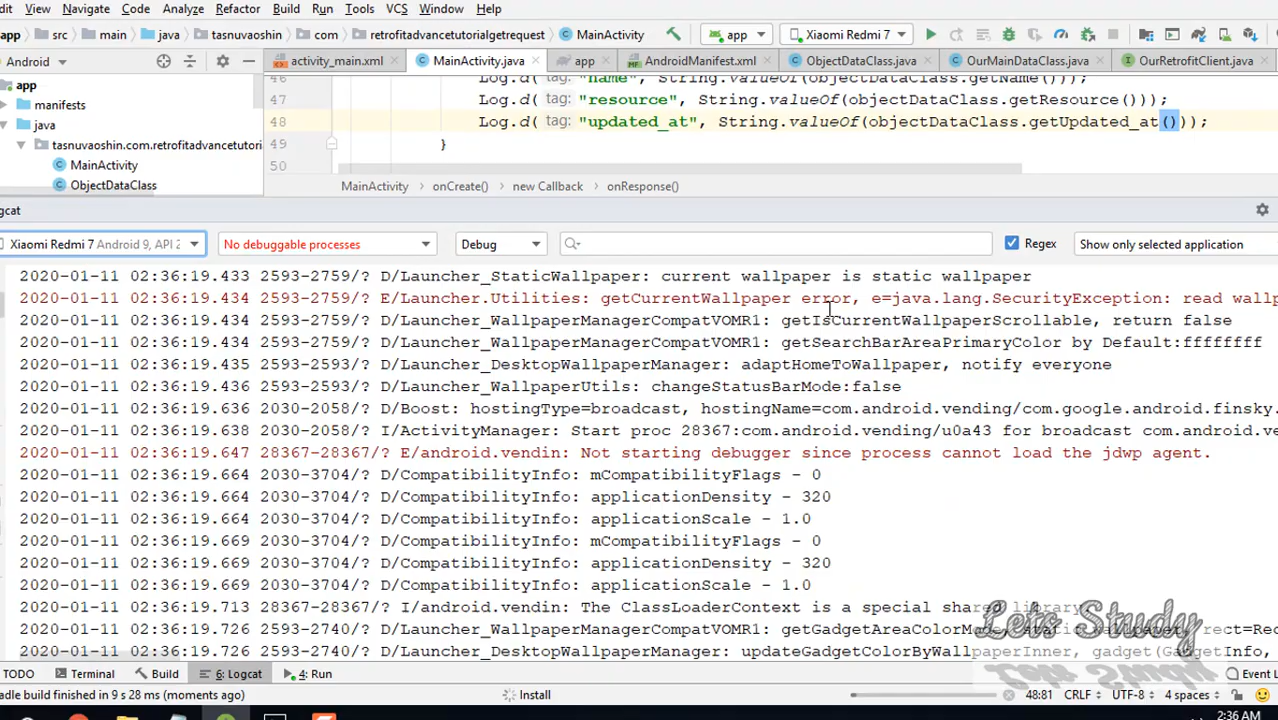 dit View Navigate Code Analyze Refactor Build Run Tools VCS Window Help
app src main java tasnuvaoshin com retrofitadvancetutorialgetrequest MainActivity app Xiaomi Redmi 7
Android activity_main.xml MainActivity.java app AndroidManifest.xml ObjectDataClass.java OurMainDataClass.java OurRetrofitClient.java
app
manifests
java
tasnuvaoshin.com.retrofitadvancetutori
MainActivity
ObjectDataClass
46 Log.d( "name", String.valueOf(objectDataClass.getName()));
47 Log.d( tag: "resource", String.valueOf(objectDataClass.getResource()));
48 Log.d( tag: "updated_at", String.valueOf(objectDataClass.getUpdated_at()));
49 }
50
MainActivity onCreate() new Callback onResponse()
gcat
Xiaomi Redmi 7 Android 9, API 2 No debuggable processes Debug Regex Show only selected application
2020-01-11 02:36:19.433 2593-2759/? D/Launcher_StaticWallpaper: current wallpaper is static wallpaper
2020-01-11 02:36:19.434 2593-2759/? E/Launcher.Utilities: getCurrentWallpaper error, e=java.lang.SecurityException: read wallp
2020-01-11 02:36:19.434 2593-2759/? D/Launcher_WallpaperManagerCompatVOMR1: getIsCurrentWallpaperScrollable, return false
2020-01-11 02:36:19.434 2593-2759/? D/Launcher_WallpaperManagerCompatVOMR1: getSearchBarAreaPrimaryColor by Default:ffffffff
2020-01-11 02:36:19.435 2593-2593/? D/Launcher_DesktopWallpaperManager: adaptHomeToWallpaper, notify everyone
2020-01-11 02:36:19.435 2593-2593/? D/Launcher_WallpaperUtils: changeStatusBarMode:false
2020-01-11 02:36:19.636 2030-2058/? D/Boost: hostingType=broadcast, hostingName=com.android.vending/com.google.android.finsky.
2020-01-11 02:36:19.638 2030-2058/? I/ActivityManager: Start proc 28367:com.android.vending/u0a43 for broadcast com.android.ve
2020-01-11 02:36:19.647 28367-28367/? E/android.vendin: Not starting debugger since process cannot load the jdwp agent.
2020-01-11 02:36:19.664 2030-3704/? D/CompatibilityInfo: mCompatibilityFlags - 0
2020-01-11 02:36:19.664 2030-3704/? D/CompatibilityInfo: applicationDensity - 320
2020-01-11 02:36:19.664 2030-3704/? D/CompatibilityInfo: applicationScale - 1.0
2020-01-11 02:36:19.669 2030-3704/? D/CompatibilityInfo: mCompatibilityFlags - 0
2020-01-11 02:36:19.669 2030-3704/? D/CompatibilityInfo: applicationDensity - 320
2020-01-11 02:36:19.669 2030-3704/? D/CompatibilityInfo: applicationScale - 1.0
2020-01-11 02:36:19.713 28367-28367/? I/android.vendin: The ClassLoaderContext is a special shared library.
2020-01-11 02:36:19.726 2593-2740/? D/Launcher_WallpaperManagerCompatVOMR1: getGadgetAreaColorMode static wallpaper, rect=Rec
2020-01-11 02:36:19.726 2593-2740/? D/Launcher_DesktopWallpaperManager: updateGadgetColorByWallpaperInner, gadget(GadgetInfo,
Lets Study
TODO Terminal Build 6: Logcat 4: Run Event L
adle build finished in 9 s 28 ms (moments ago) Install 48:81 CRLF UTF-8 4 spaces
2:36 AM